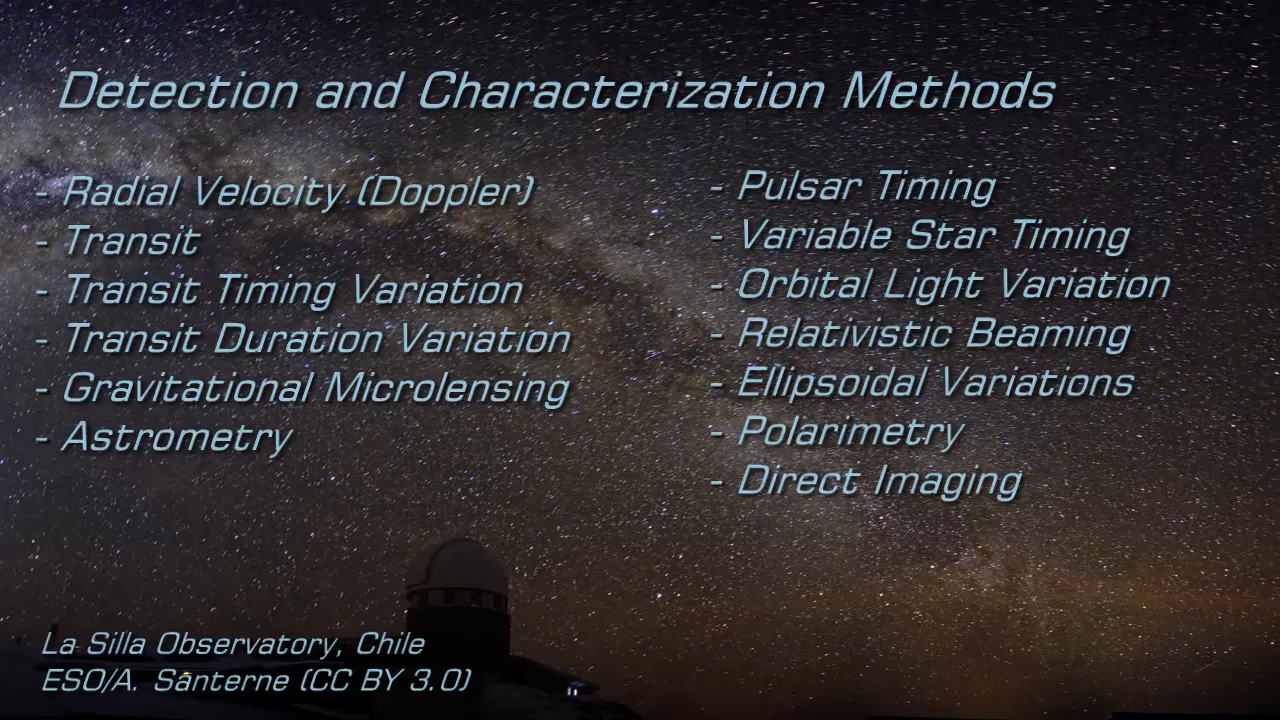 Detection and Characterization Methods
- Radial Velocity (Doppler)
- Transit
- Transit Timing Variation
- Transit Duration Variation
- Gravitational Microlensing
- Astrometry
- Pulsar Timing
- Variable Star Timing
- Orbital Light Variation
- Relativistic Beaming
- Ellipsoidal Variations
- Polarimetry
- Direct Imaging
La Silla Observatory, Chile
ESO/A. Santerne (CC BY 3.0)